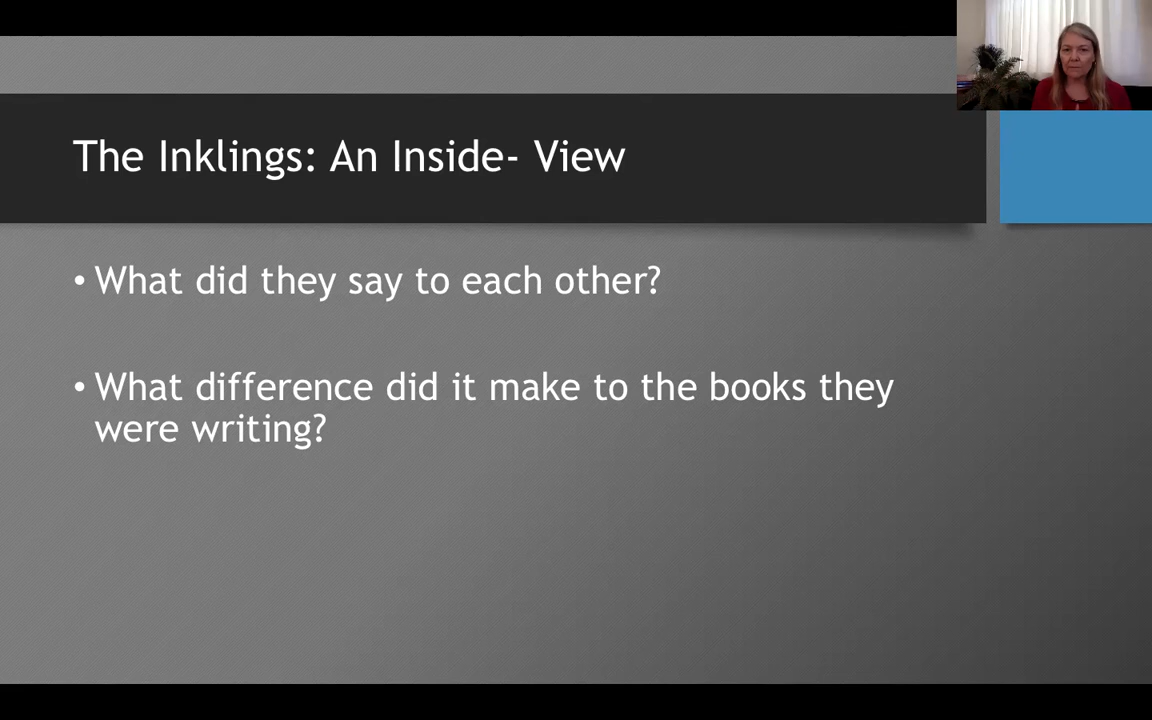 The Inklings: An Inside- View
• What did they say to each other?
• What difference did it make to the books they
were writing?